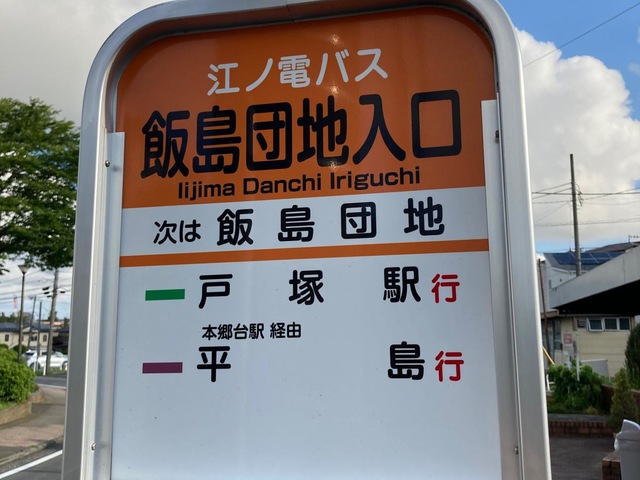 江ノ電バス
飯島団地入口
Iijima Danchi Iriguchi
次は 飯島団地
戸塚駅行
本郷台駅 経由
平島行